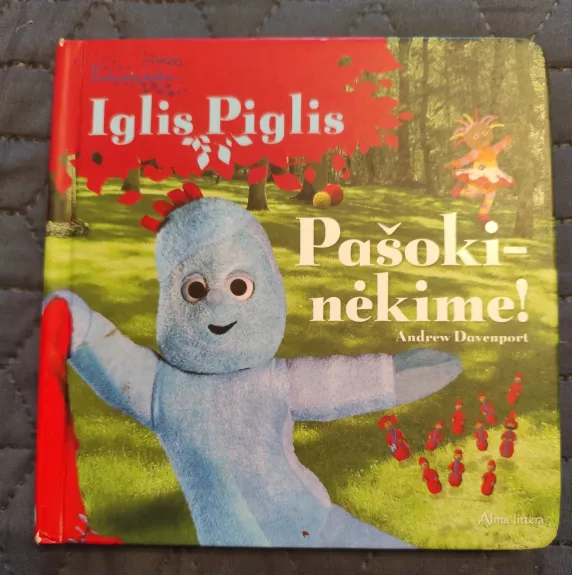 Iglis Piglis
Pašoki-
nėkime!
Andrew Davenport
Alma littera